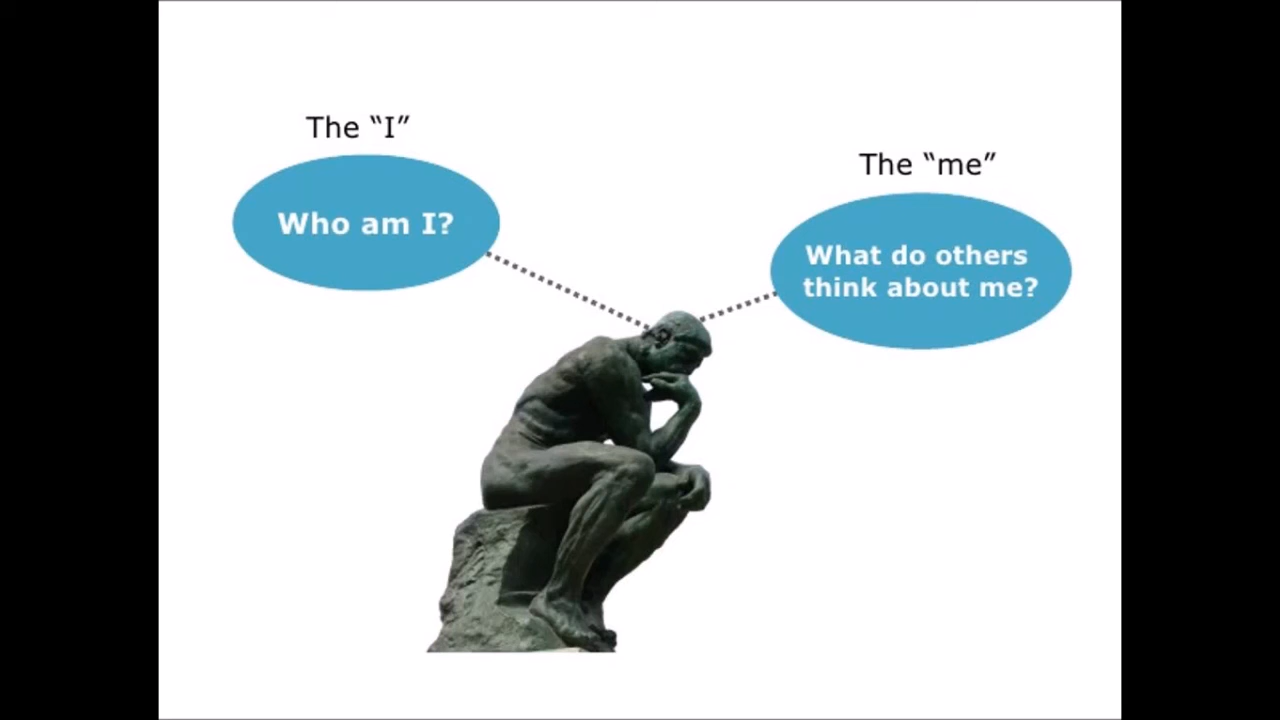 The “I”
Who am I?
The “me”
What do others
think about me?